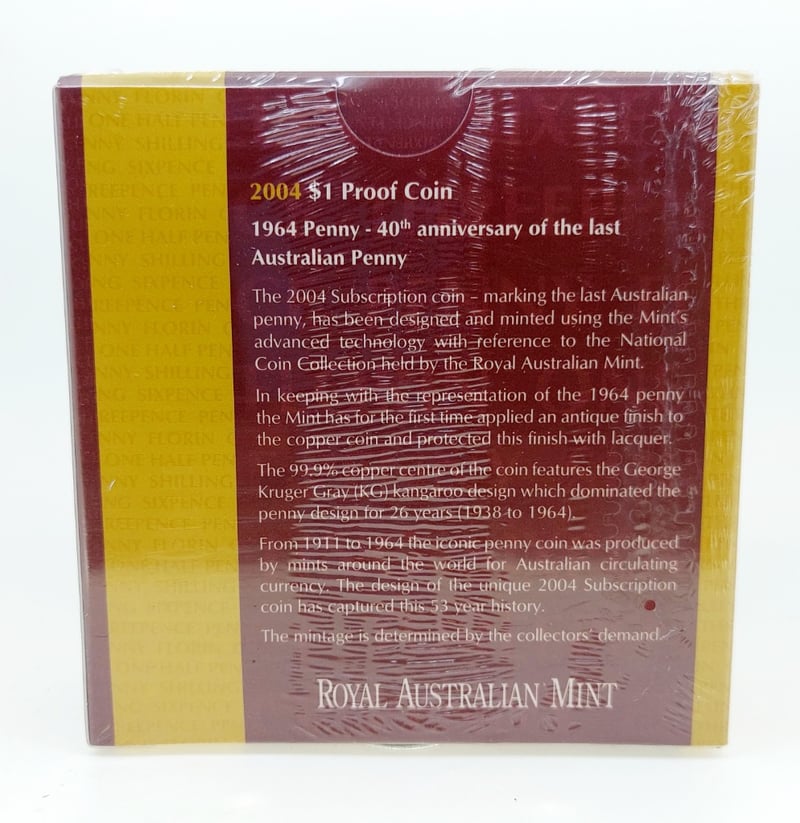 2004 $1 Proof Coin
1964 Penny - 40th anniversary of the last
Australian Penny
The 2004 Subscription coin – marking the last Australian
penny, has been designed and minted using the Mint's
advanced technology with reference to the National
Coin Collection held by the Royal Australian Mint.
In keeping with the representation of the 1964 penny
the Mint has for the first time applied an antique finish to
the copper coin and protected this finish with lacquer.
The 99.9% copper centre of the coin features the George
Kruger Gray (KG) kangaroo design which dominated the
penny design for 26 years (1938 to 1964)
From 1911 to 1964 the iconic penny coin was produced
by mints around the world for Australian circulating
currency. The design of the unique 2004 Subscription
coin has captured this 53 year history.
The mintage is determined by the collectors' demand.
ROYAL AUSTRALIAN MINT